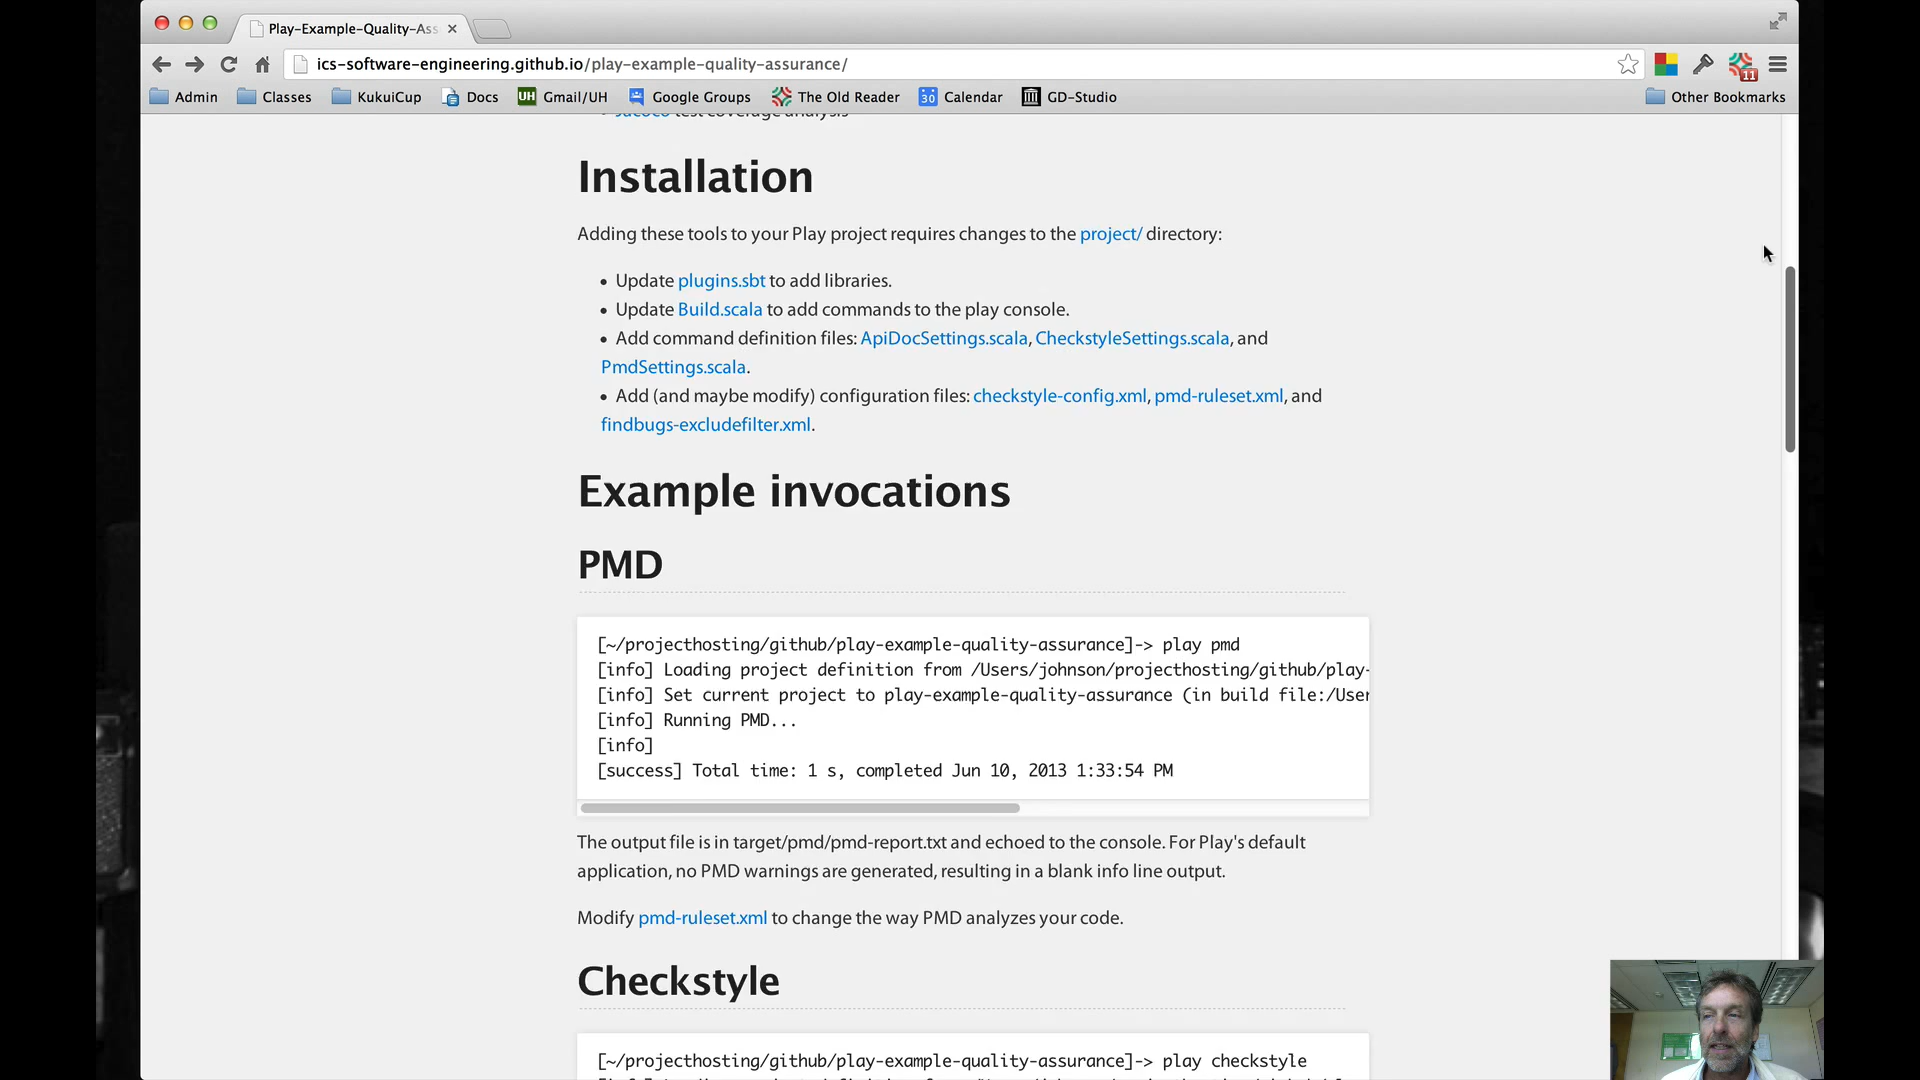 Play-Example-Quality-Ass
ics-software-engineering.github.io/play-example-quality-assurance/
11
Admin Classes KukuiCup Docs UH Gmail/UH Google Groups The Old Reader 30 Calendar GD-Studio Other Bookmarks
Jacoco test coverage analysis
Installation
Adding these tools to your Play project requires changes to the project/ directory:
• Update plugins.sbt to add libraries.
• Update Build.scala to add commands to the play console.
• Add command definition files: ApiDocSettings.scala, CheckstyleSettings.scala, and
PmdSettings.scala.
• Add (and maybe modify) configuration files: checkstyle-config.xml, pmd-ruleset.xml, and
findbugs-excludefilter.xml.
Example invocations
PMD
[~/projecthosting/github/play-example-quality-assurance]-> play pmd
[info] Loading project definition from /Users/johnson/projecthosting/github/play-
[info] Set current project to play-example-quality-assurance (in build file:/User
[info] Running PMD...
[info]
[success] Total time: 1 s, completed Jun 10, 2013 1:33:54 PM
The output file is in target/pmd/pmd-report.txt and echoed to the console. For Play's default
application, no PMD warnings are generated, resulting in a blank info line output.
Modify pmd-ruleset.xml to change the way PMD analyzes your code.
Checkstyle
[~/projecthosting/github/play-example-quality-assurance]-> play checkstyle